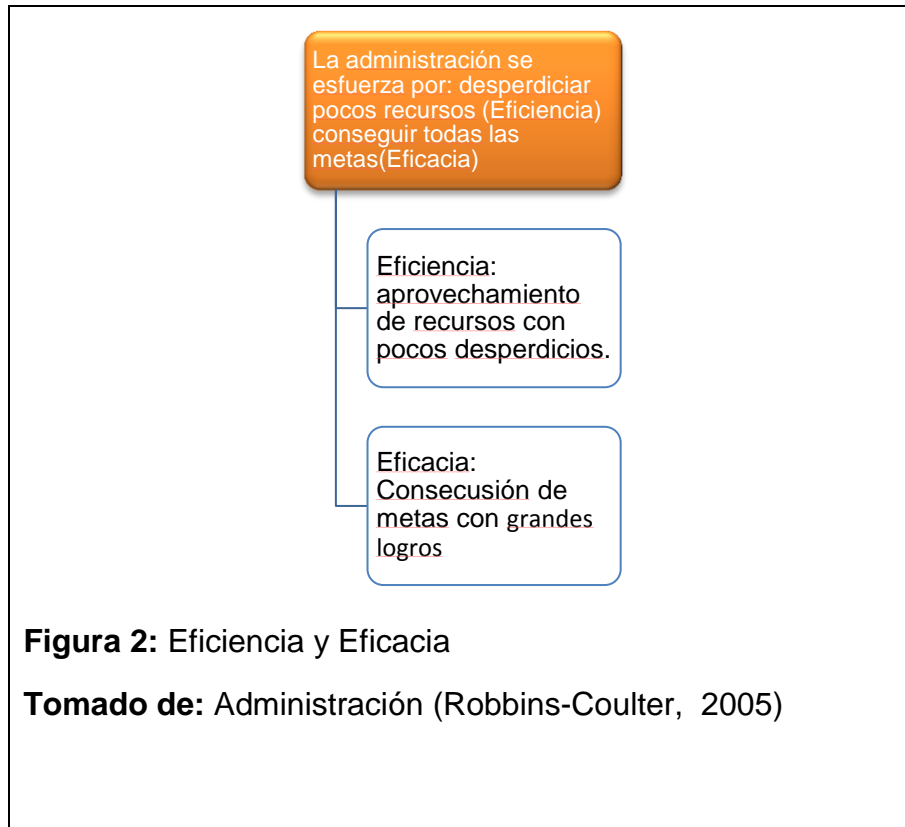 La administración se
esfuerza por: desperdiciar
pocos recursos (Eficiencia)
conseguir todas las
metas(Eficacia)
Eficiencia:
aprovechamiento
de recursos con
pocos desperdicios.
Eficacia:
Consecusión de
metas con grandes
logros
Figura 2: Eficiencia y Eficacia
Tomado de: Administración (Robbins-Coulter, 2005)